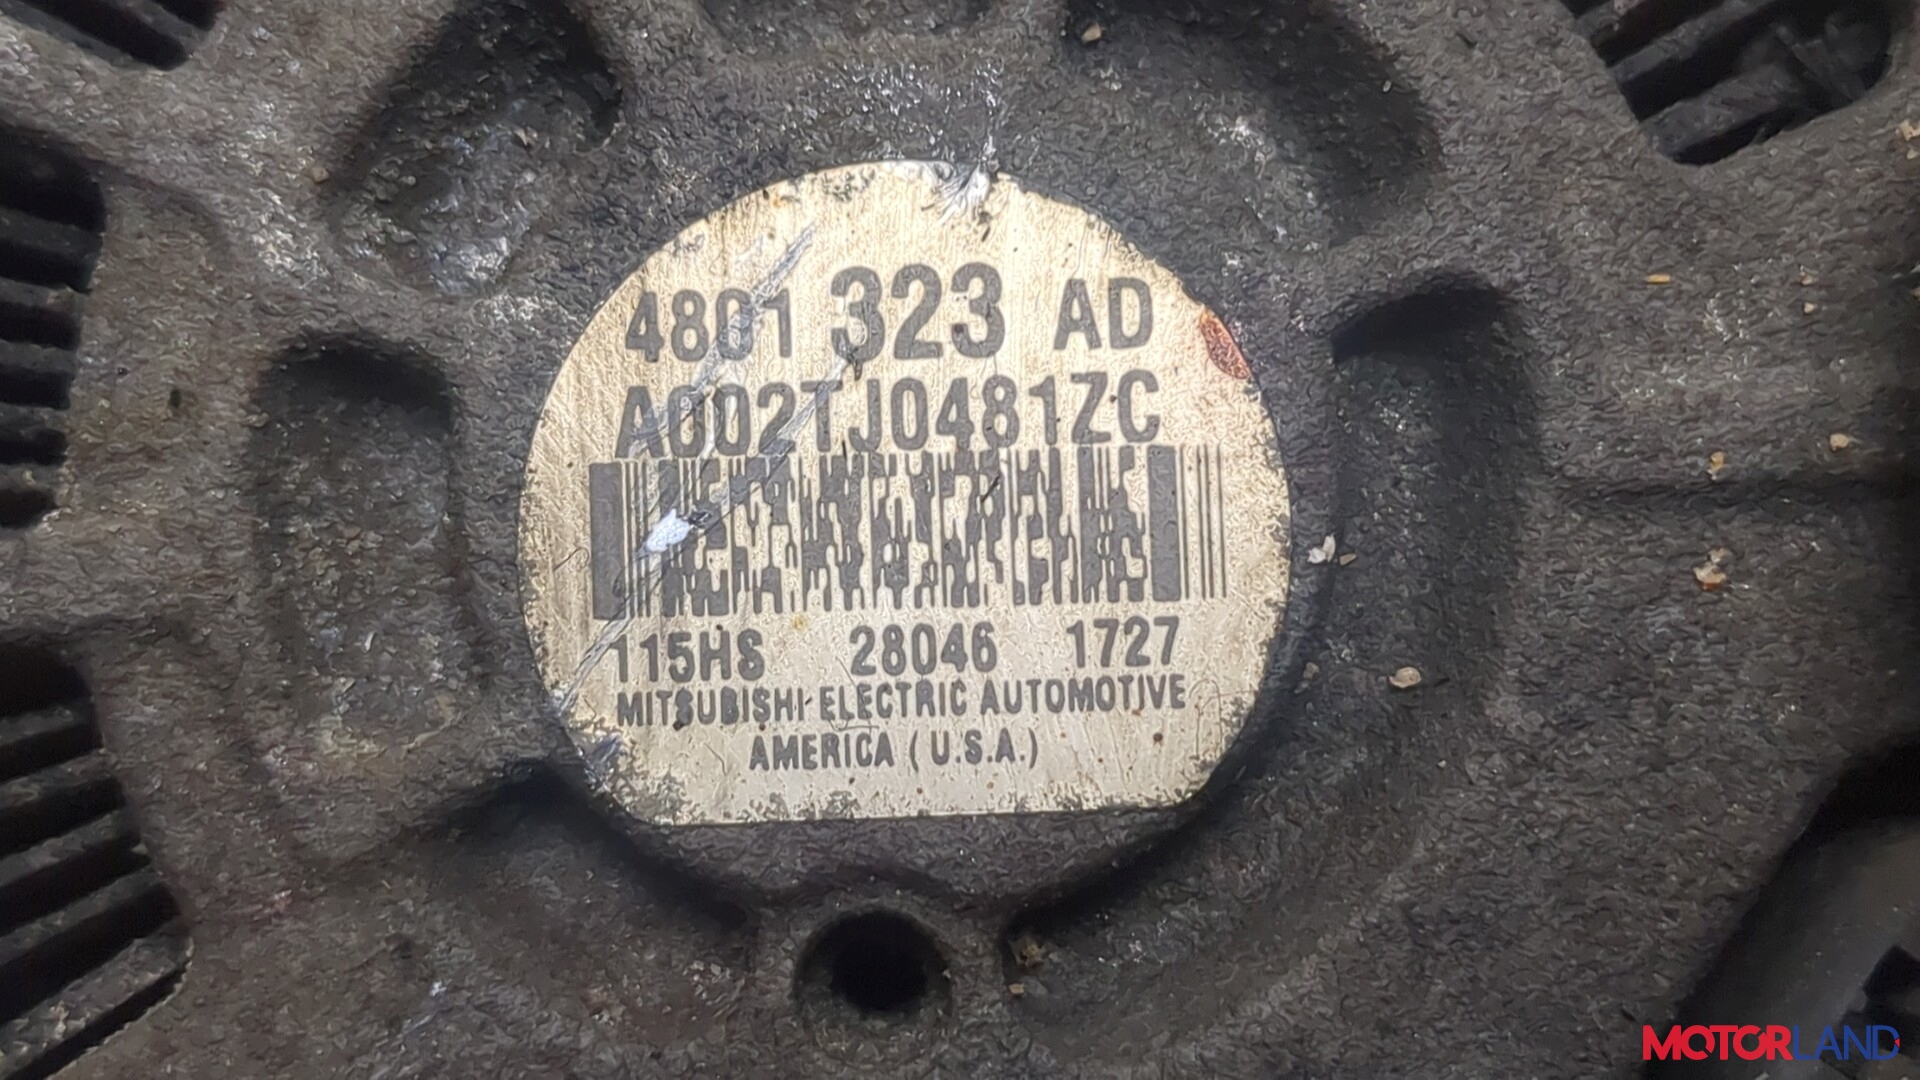 4801 323 AD
A002TJ0481ZC
115HS 28046 1727
MITSUBISHI ELECTRIC AUTOMOTIVE
AMERICA (U.S.A.)
MOTORLAND